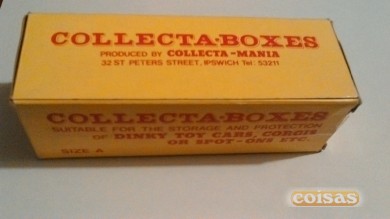 COLLECTA·BOXES
PRODUCED BY COLLECTA-MANIA
32 ST PETERS STREET, IPSWICH Tel: 53211
COLLECTA·BOXES
SUITABLE FOR THE STORAGE AND PROTECTION
OF DINKY TOY CARS, CORGIS
OR SPOT-ONS ETC.
SIZE A
coisas